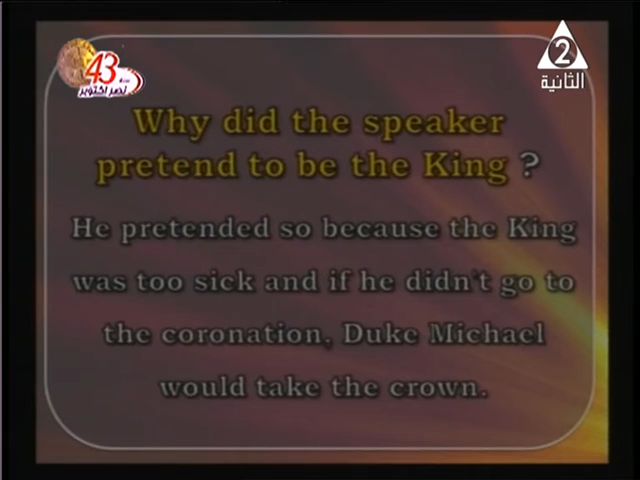 43
نصر اكتوبر
2
الثانية
Why did the speaker
pretend to be the King ?
He pretended so because the King
was too sick and if he didn't go to
the coronation, Duke Michael
would take the crown.